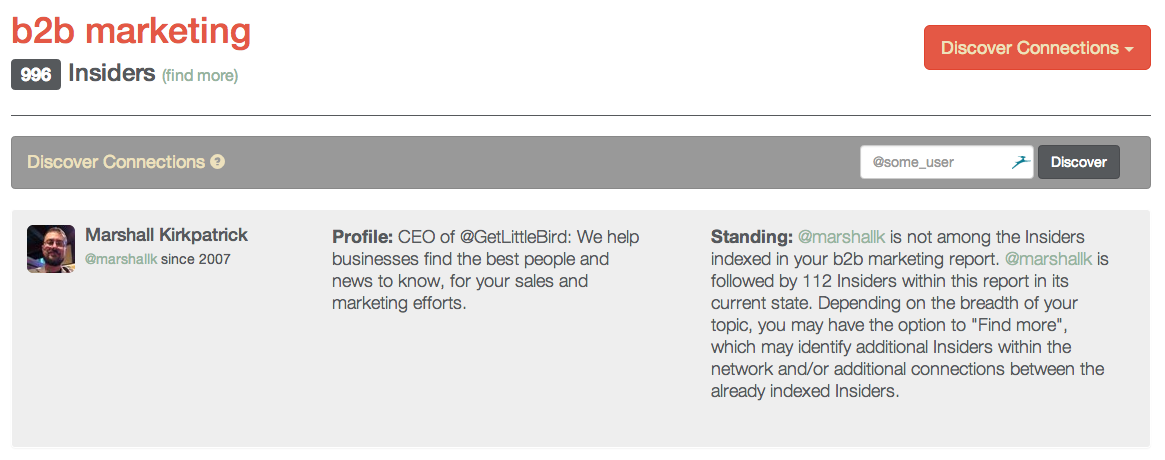 b2b marketing
996 Insiders (find more)
Discover Connections
Discover Connections
@some_user
Discover
Marshall Kirkpatrick
@marshallk since 2007
Profile: CEO of @GetLittleBird: We help
businesses find the best people and
news to know, for your sales and
marketing efforts.
Standing: @marshallk is not among the Insiders
indexed in your b2b marketing report. @marshallk is
followed by 112 Insiders within this report in its
current state. Depending on the breadth of your
topic, you may have the option to "Find more",
which may identify additional Insiders within the
network and/or additional connections between the
already indexed Insiders.